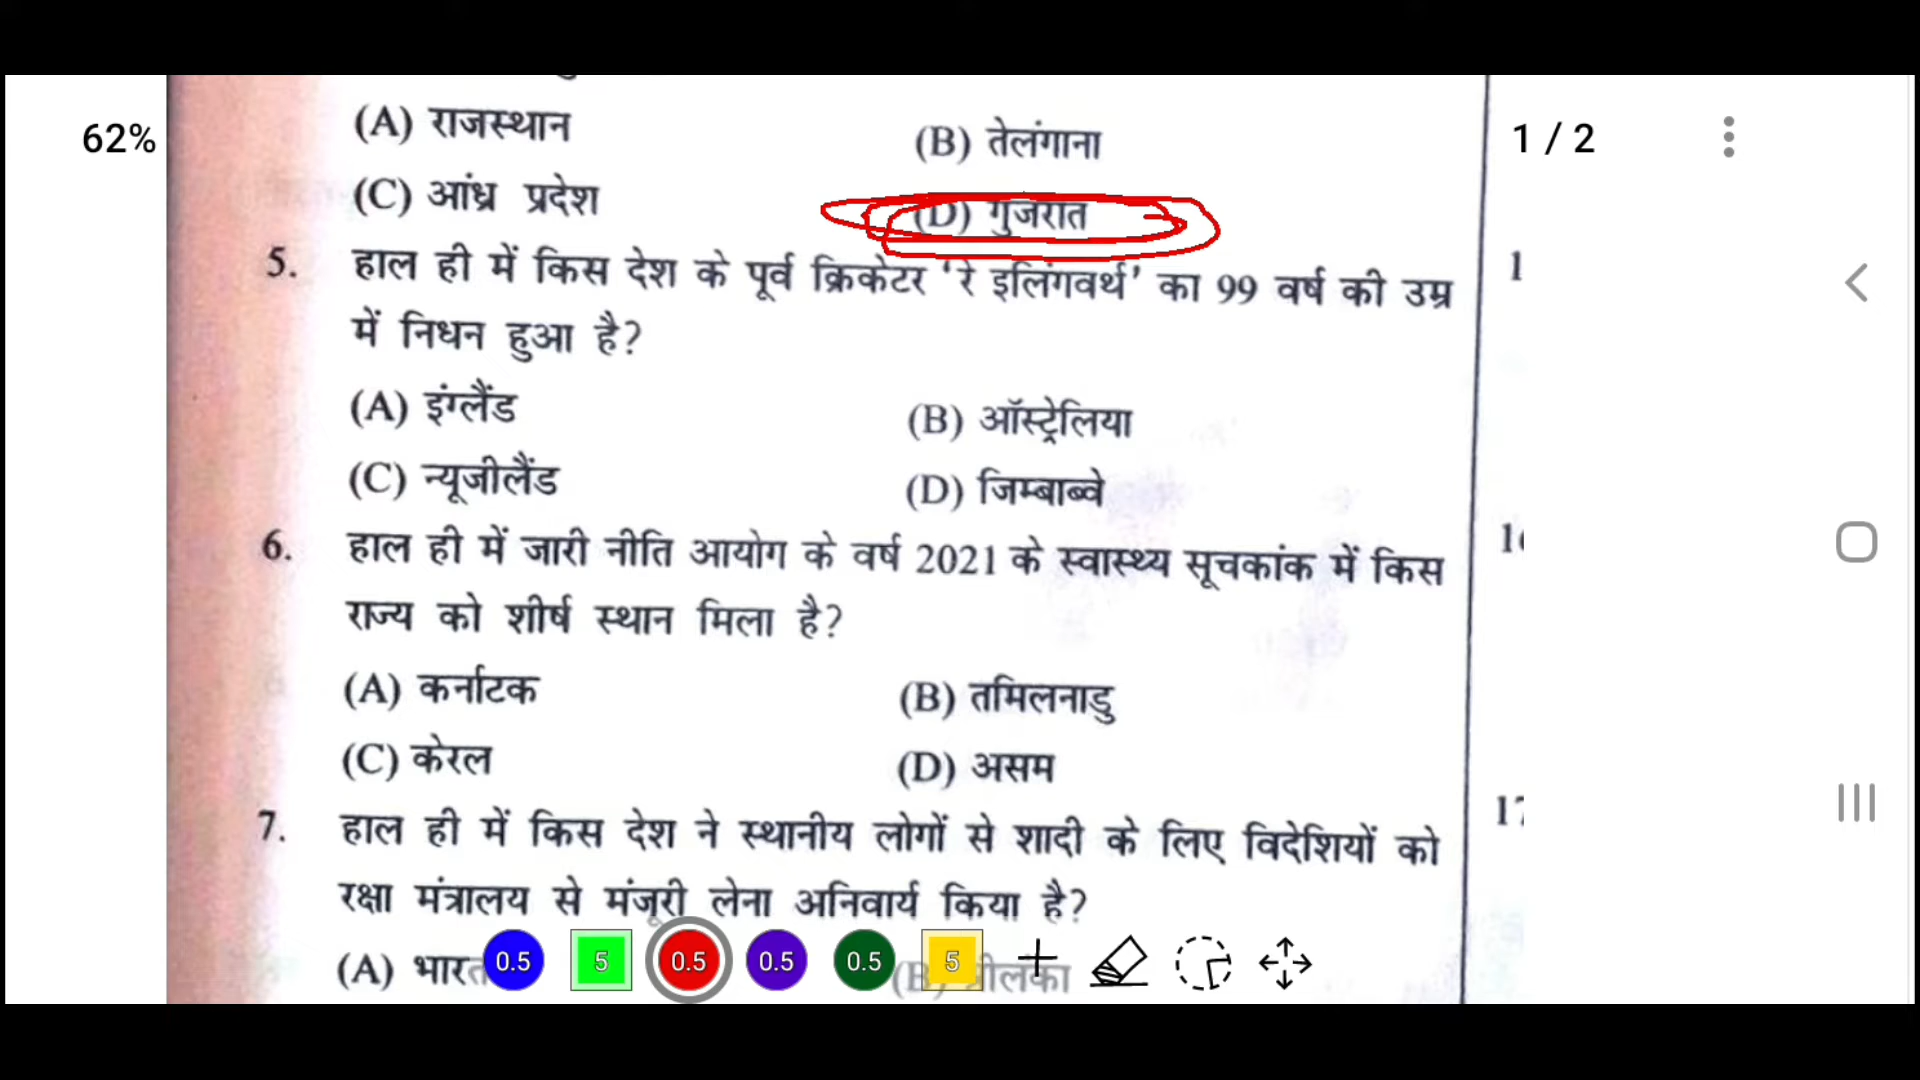 62%
1 / 2
(A) राजस्थान
(B) तेलंगाना
(C) आंध्र प्रदेश
(D) गुजरात
5. हाल ही में किस देश के पूर्व क्रिकेटर ‘रे इलिंगवर्थ’ का 99 वर्ष की उम्र
में निधन हुआ है?
(A) इंग्लैंड
(B) ऑस्ट्रेलिया
(C) न्यूजीलैंड
(D) जिम्बाब्वे
6. हाल ही में जारी नीति आयोग के वर्ष 2021 के स्वास्थ्य सूचकांक में किस
राज्य को शीर्ष स्थान मिला है?
(A) कर्नाटक
(B) तमिलनाडु
(C) केरल
(D) असम
7. हाल ही में किस देश ने स्थानीय लोगों से शादी के लिए विदेशियों को
रक्षा मंत्रालय से मंजूरी लेना अनिवार्य किया है?
(A) भारत
(B)
0.5 5 0.5 0.5 0.5 5